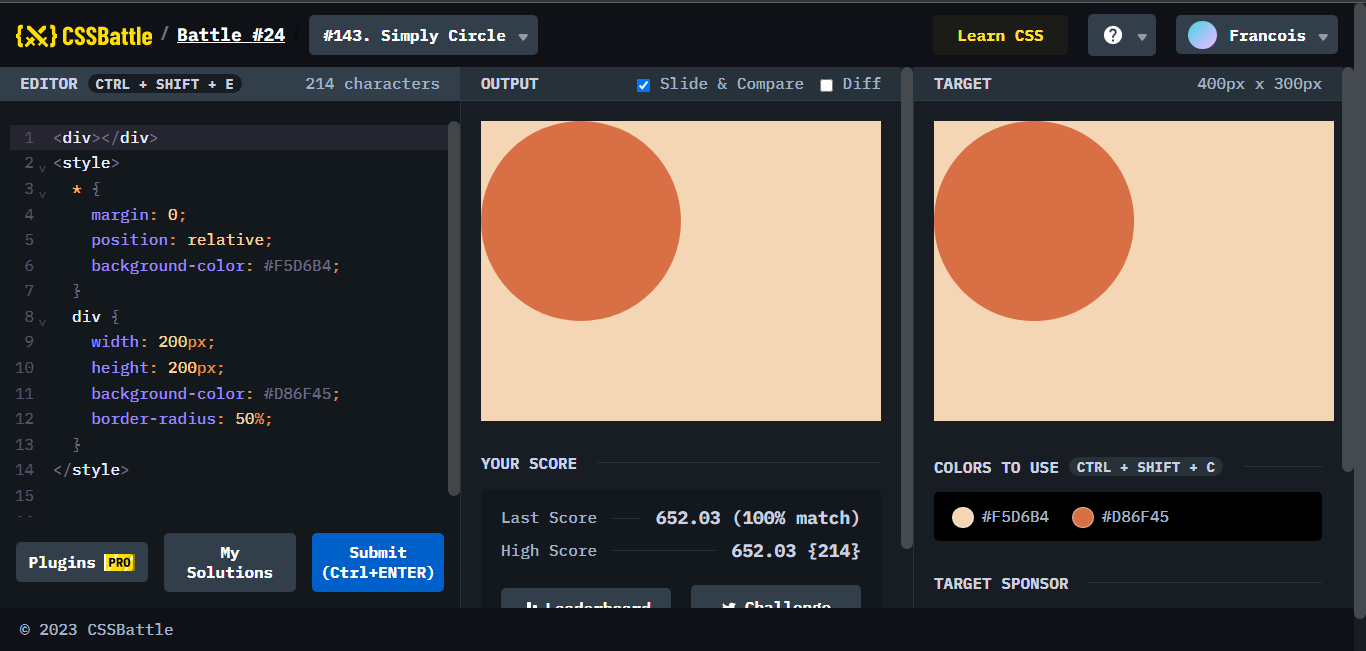 {><} CSSBattle / Battle #24 / #143. Simply Circle Learn CSS ? Francois
EDITOR CTRL + SHIFT + E 214 characters
1 <div></div>
2 <style>
3 * {
4 margin: 0;
5 position: relative;
6 background-color: #F5D6B4;
7 }
8 div {
9 width: 200px;
10 height: 200px;
11 background-color: #D86F45;
12 border-radius: 50%;
13 }
14 </style>
15
Plugins PRO
My Solutions
Submit (Ctrl+ENTER)
OUTPUT Slide & Compare Diff
YOUR SCORE
Last Score 652.03 (100% match)
High Score 652.03 {214}
Leaderboard Challenge
TARGET 400px x 300px
COLORS TO USE CTRL + SHIFT + C
#F5D6B4 #D86F45
TARGET SPONSOR
© 2023 CSSBattle